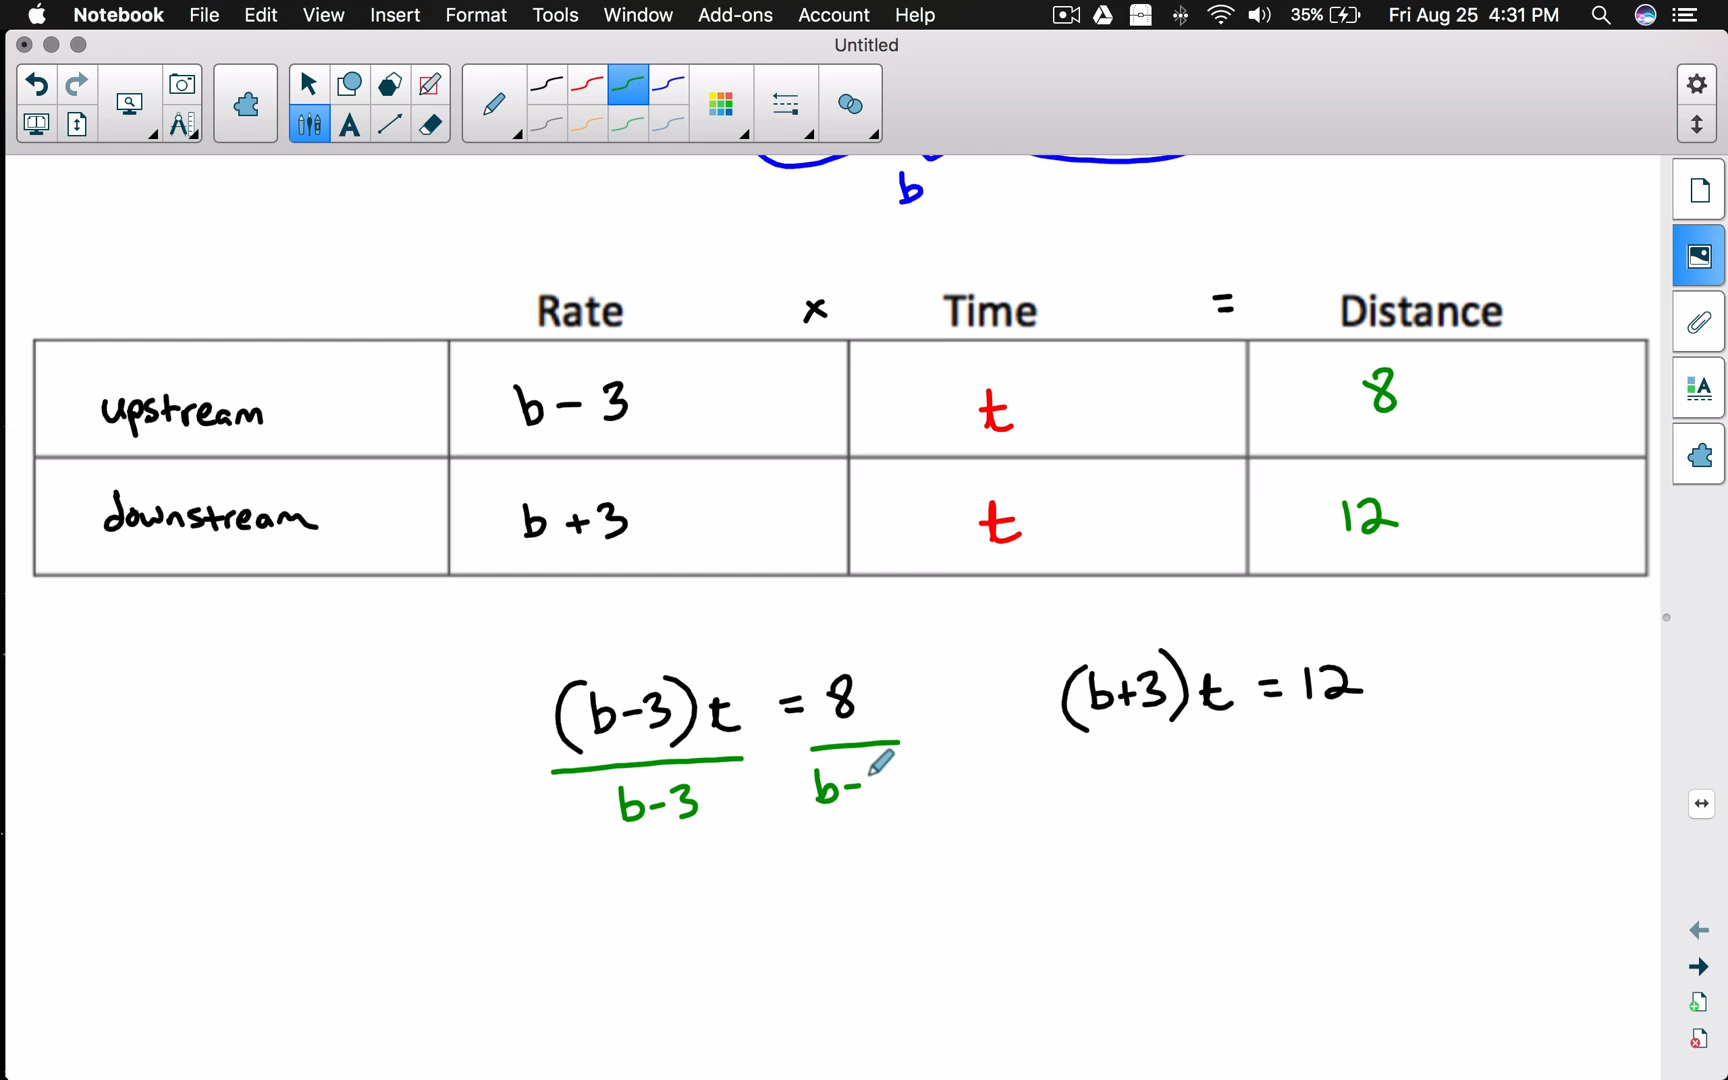 Notebook File Edit View Insert Format Tools Window Add-ons Account Help 35% Fri Aug 25 4:31 PM
Untitled
A
A
b
Rate x Time = Distance
upstream b - 3 t 8
downstream b + 3 t 12
(b-3)t = 8 (b+3)t = 12
b-3 b-